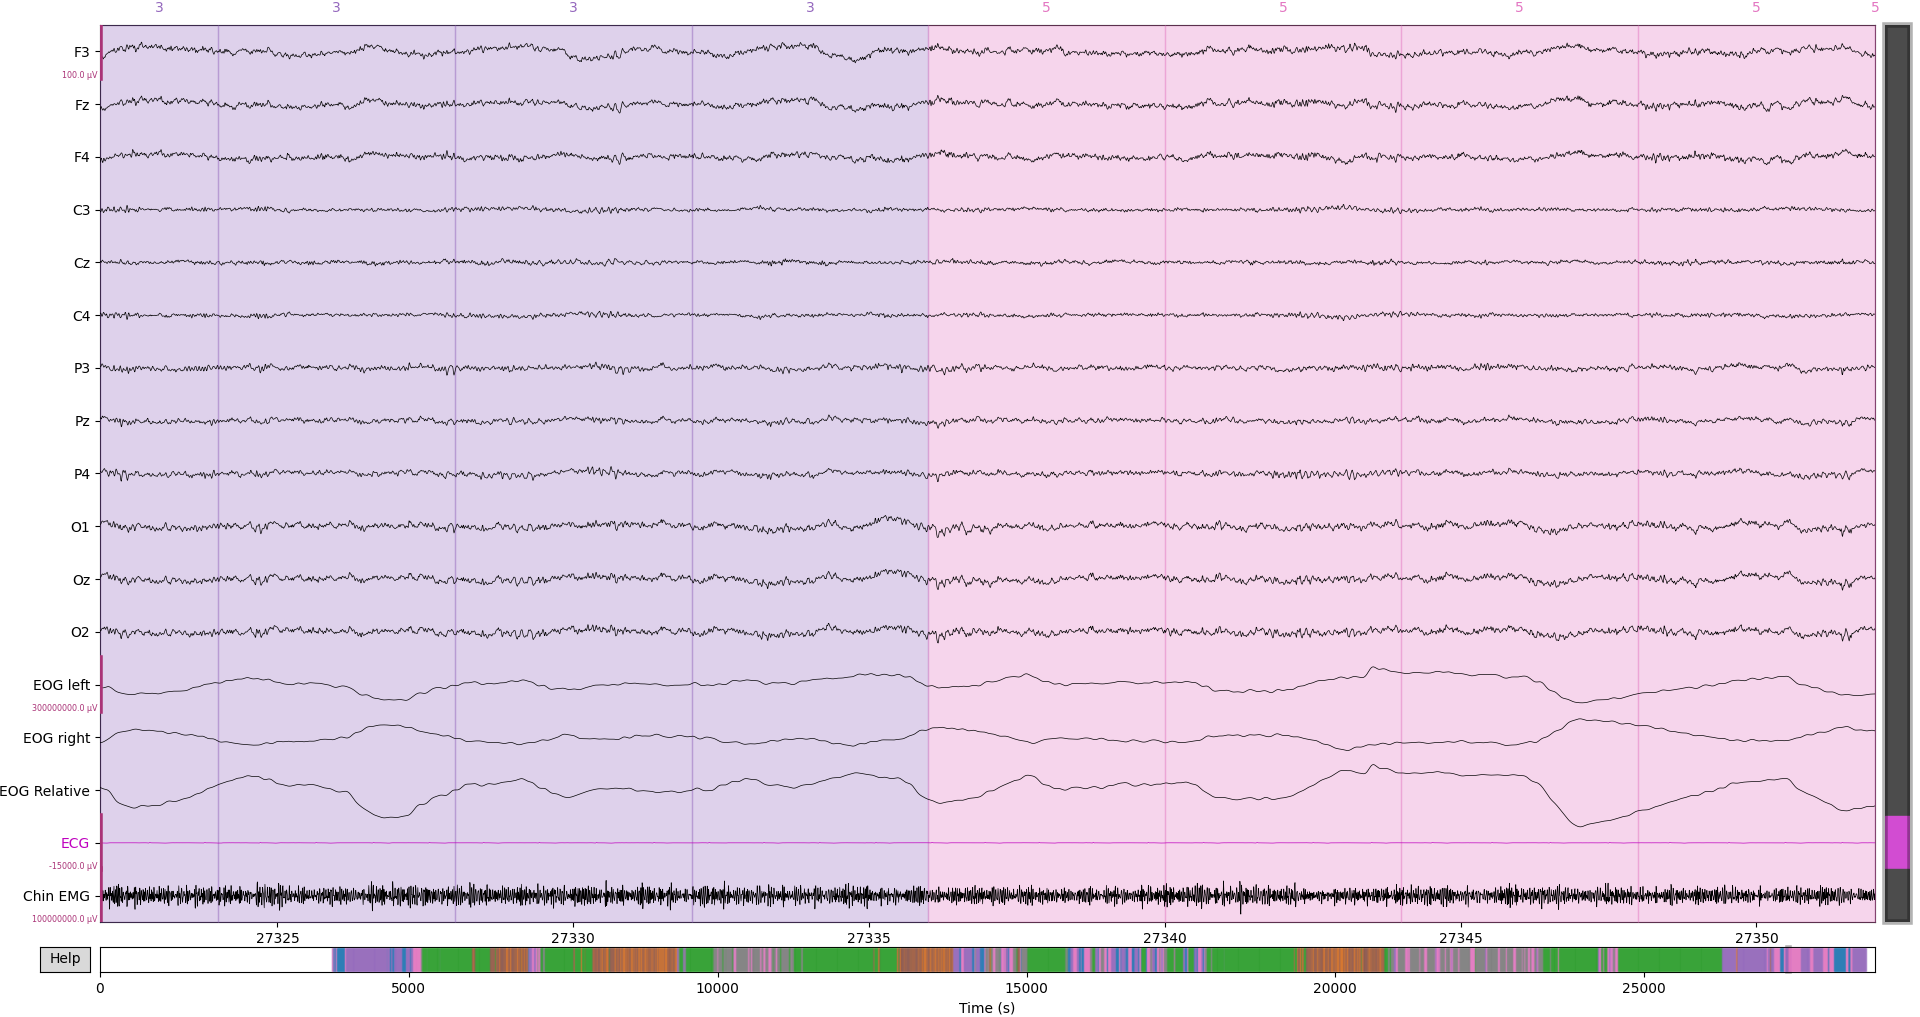 3 3 3 3 5 5 5 5 5
F3
100.0 µV
Fz
F4
C3
Cz
C4
P3
Pz
P4
O1
Oz
O2
EOG left
300000000.0 µV
EOG right
EOG Relative
ECG
-15000.0 µV
Chin EMG
100000000.0 µV
27325 27330 27335 27340 27345 27350
Help
0 5000 10000 15000 20000 25000
Time (s)